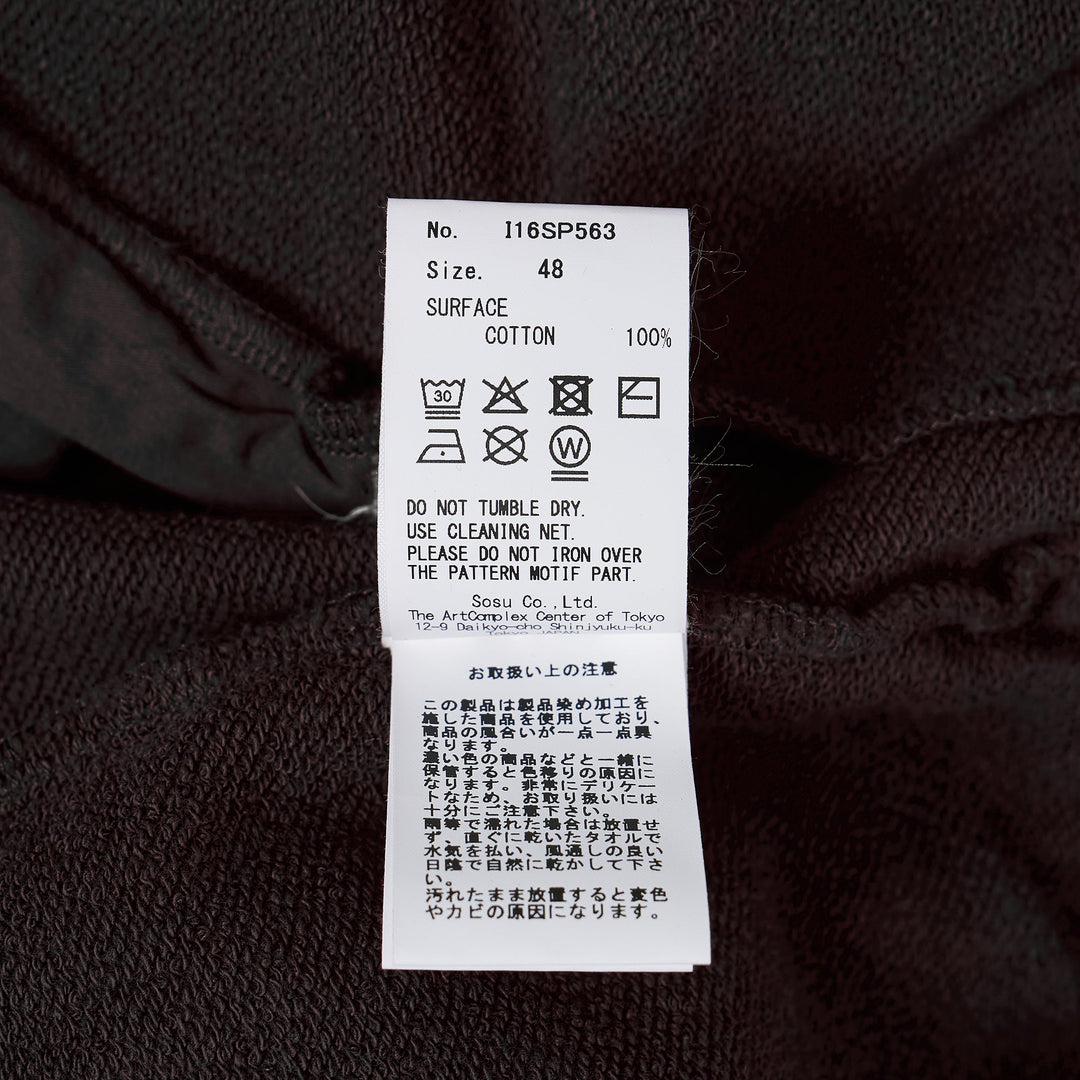 No. I16SP563
Size. 48
SURFACE
COTTON 100%
30
W
DO NOT TUMBLE DRY.
USE CLEANING NET.
PLEASE DO NOT IRON OVER
THE PATTERN MOTIF PART.
Sosu Co.,Ltd.
The ArtComplex Center of Tokyo
12-9 Daikyo-cho Shinjyuku-ku
Tokyo JAPAN
お取扱い上の注意
この製品は製品染め加工を
施した商品を使用しており、
商品の風合いが一点一点異
なります。
濃い色の商品などと一緒に
保管すると色移りの原因に
なります。非常にデリケー
トなため、お取り扱いには
十分にご注意下さい。
雨等で濡れた場合は放置せ
ず、直ぐに乾いたタオルで
水気を払い、風通しの良い
日陰で自然に乾かして下さ
い。
汚れたまま放置すると変色
やカビの原因になります。